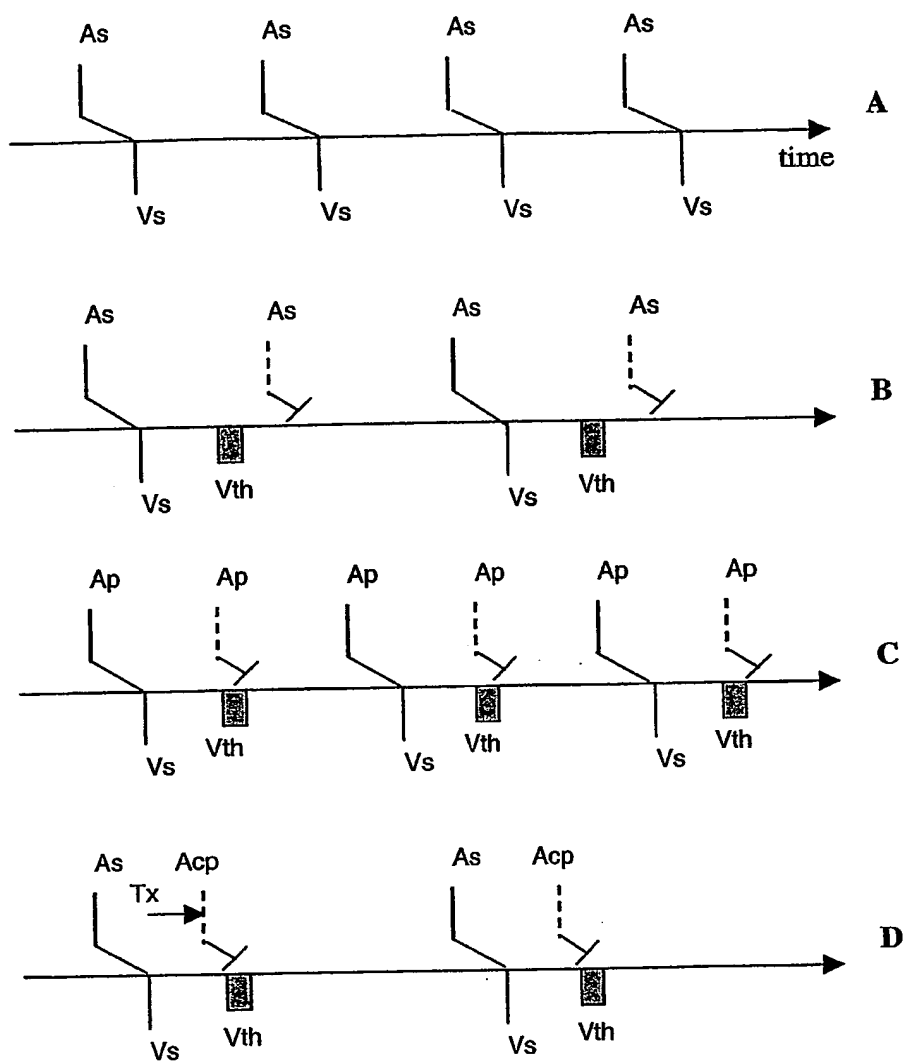 As As As As
A
time
Vs Vs Vs Vs
As As As As
B
Vs Vth Vs Vth
Ap Ap Ap Ap Ap Ap
C
Vs Vth Vs Vth Vs Vth
As Acp As Acp
Tx
D
Vs Vth Vs Vth